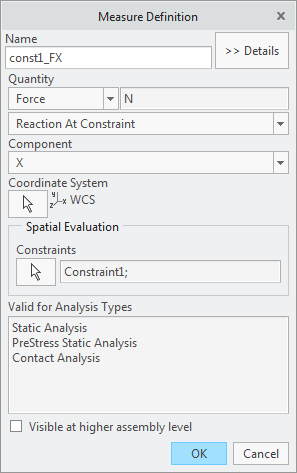 Measure Definition
Name
const1_FX
>> Details
Quantity
Force
N
Reaction At Constraint
Component
X
Coordinate System
y
z x WCS
Spatial Evaluation
Constraints
Constraint1;
Valid for Analysis Types
Static Analysis
PreStress Static Analysis
Contact Analysis
Visible at higher assembly level
OK
Cancel